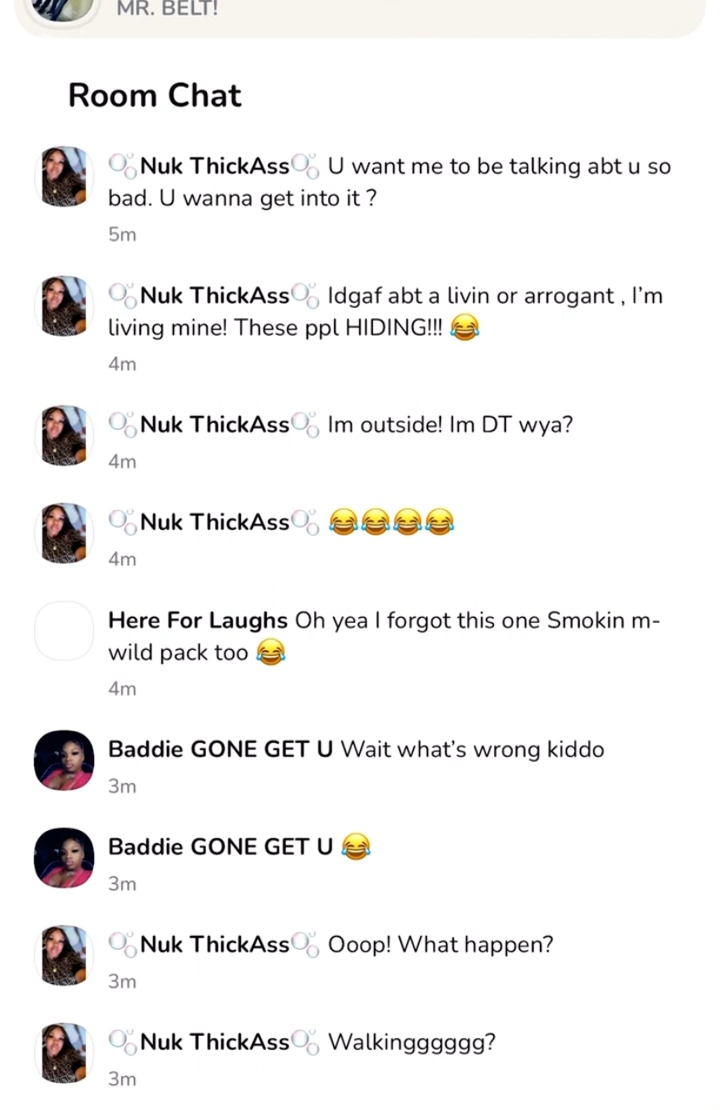 MR. BELT!
Room Chat
🫧Nuk ThickAss🫧 U want me to be talking abt u so
bad. U wanna get into it ?
5m
🫧Nuk ThickAss🫧 Idgaf abt a livin or arrogant , I'm
living mine! These ppl HIDING!!! 😂
4m
🫧Nuk ThickAss🫧 Im outside! Im DT wya?
4m
🫧Nuk ThickAss🫧 😂😂😂😂
4m
Here For Laughs Oh yea I forgot this one Smokin m-
wild pack too 😂
4m
Baddie GONE GET U Wait what's wrong kiddo
3m
Baddie GONE GET U 😂
3m
🫧Nuk ThickAss🫧 Ooop! What happen?
3m
🫧Nuk ThickAss🫧 Walkingggggg?
3m